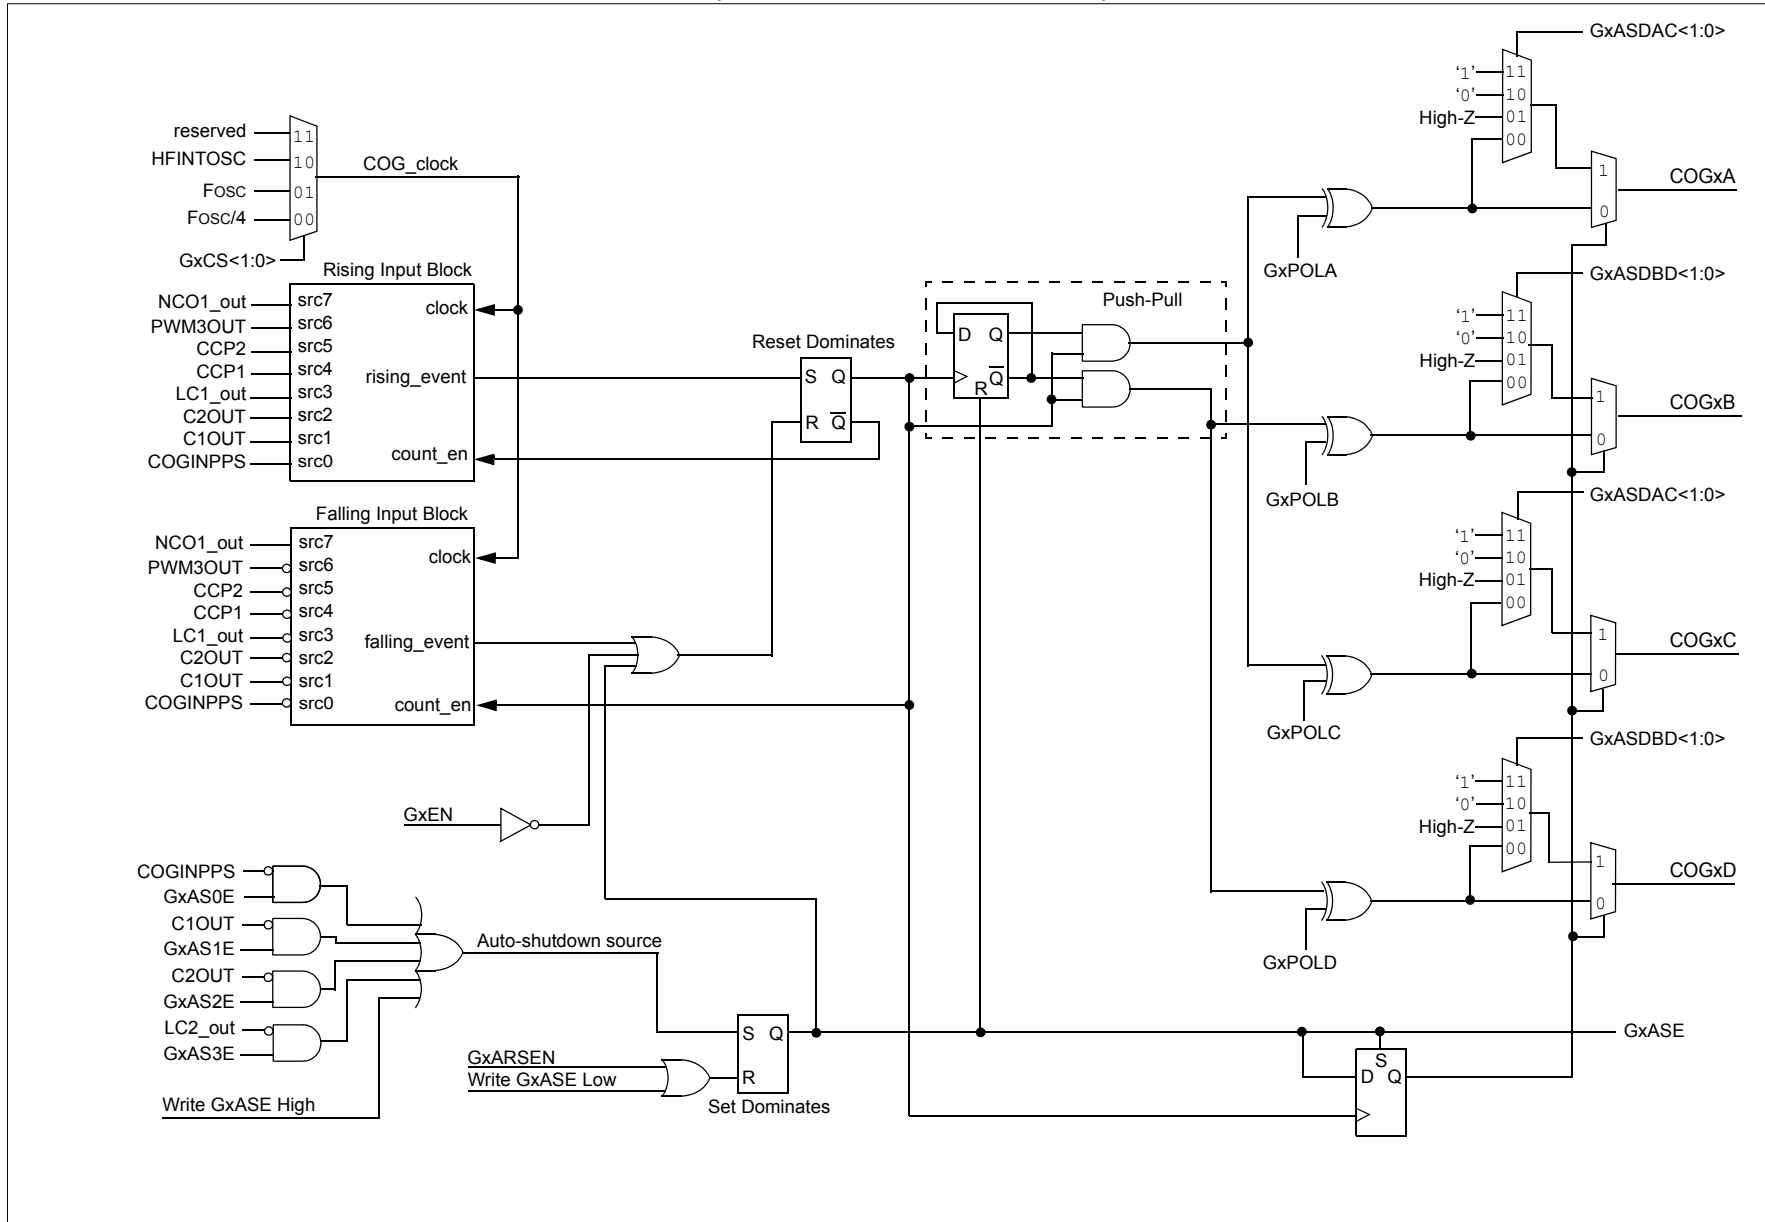 reserved
HFINTOSC
FOSC
FOSC/4
11
10
01
00
COG_clock
GxCS<1:0>
Rising Input Block
NCO1_out
PWM3OUT
CCP2
CCP1
LC1_out
C2OUT
C1OUT
COGINPPS
src7
src6
src5
src4
src3
src2
src1
src0
clock
rising_event
count_en
Falling Input Block
NCO1_out
PWM3OUT
CCP2
CCP1
LC1_out
C2OUT
C1OUT
COGINPPS
src7
src6
src5
src4
src3
src2
src1
src0
clock
falling_event
count_en
GxEN
COGINPPS
GxAS0E
C1OUT
GxAS1E
C2OUT
GxAS2E
LC2_out
GxAS3E
Write GxASE High
Auto-shutdown source
GxARSEN
Write GxASE Low
S Q
R
Set Dominates
Reset Dominates
S Q
R Q
Push-Pull
D Q
Q
R
GxPOLA
GxPOLB
GxPOLC
GxPOLD
GxASDAC<1:0>
‘1’ 11
‘0’ 10
High-Z 01
00
1
0
COGxA
GxASDBD<1:0>
‘1’ 11
‘0’ 10
High-Z 01
00
1
0
COGxB
GxASDAC<1:0>
‘1’ 11
‘0’ 10
High-Z 01
00
1
0
COGxC
GxASDBD<1:0>
‘1’ 11
‘0’ 10
High-Z 01
00
1
0
COGxD
GxASE
S
D Q